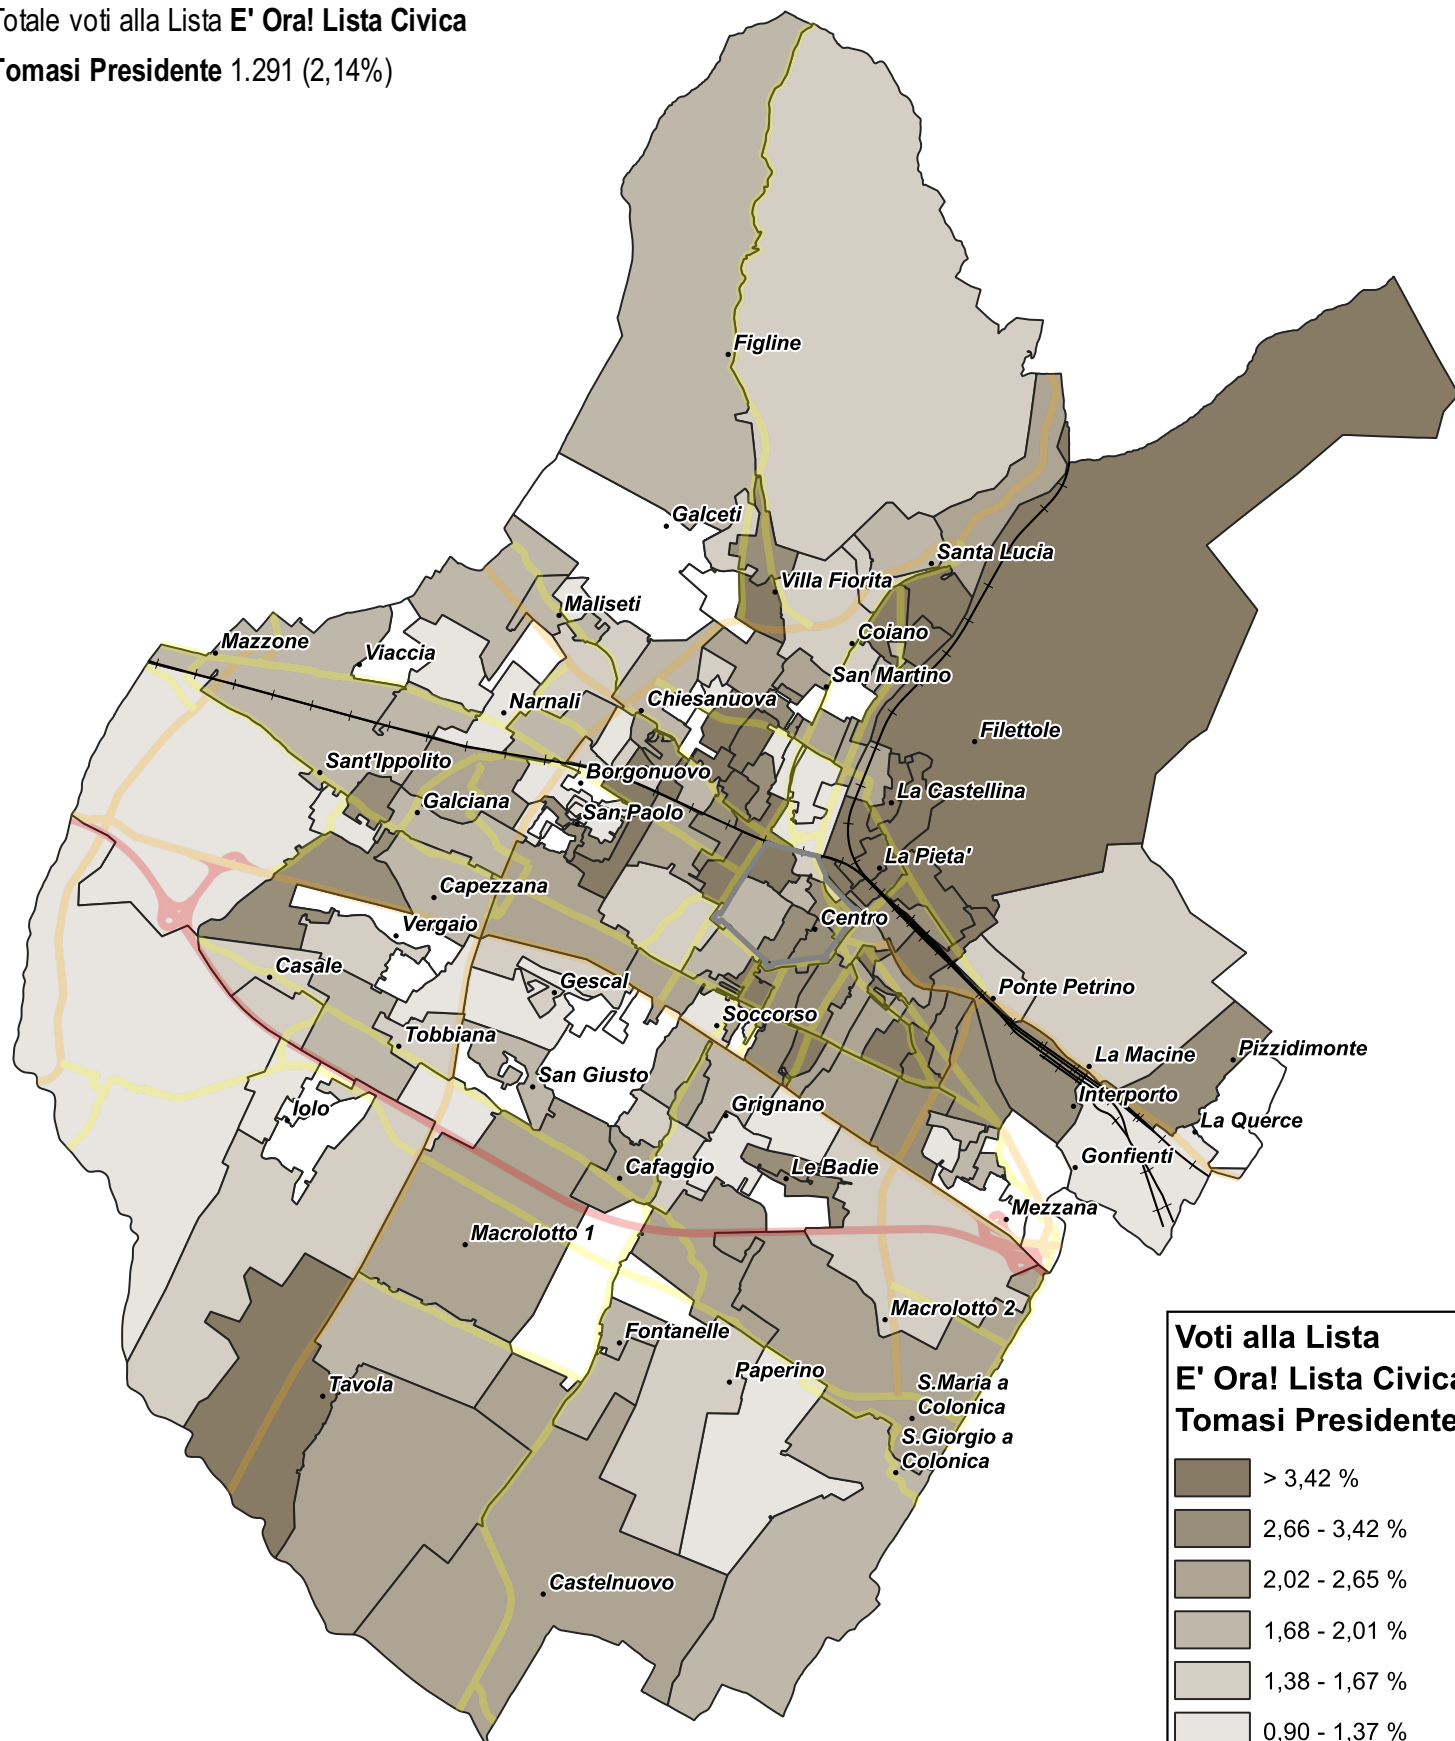 Totale voti alla Lista E' Ora! Lista Civica
Tomasi Presidente 1.291 (2,14%)
Figline
Galceti
Santa Lucia
Villa Fiorita
Maliseti
Coiano
Mazzone
Viaccia
San Martino
Narnali
Chiesanuova
Filettole
Sant'Ippolito
Borgonuovo
Galciana
La Castellina
San Paolo
La Pieta'
Capezzana
Centro
Vergaio
Casale
Gescal
Ponte Petrino
Soccorso
Tobbiana
La Macine
Pizzidimonte
San Giusto
Interporto
Iolo
Grignano
La Querce
Gonfienti
Cafaggio
Le Badie
Mezzana
Macrolotto 1
Macrolotto 2
Fontanelle
Paperino
Tavola
S.Maria a
Colonica
S.Giorgio a
Colonica
Castelnuovo
Voti alla Lista
E' Ora! Lista Civica
Tomasi Presidente
> 3,42 %
2,66 - 3,42 %
2,02 - 2,65 %
1,68 - 2,01 %
1,38 - 1,67 %
0,90 - 1,37 %